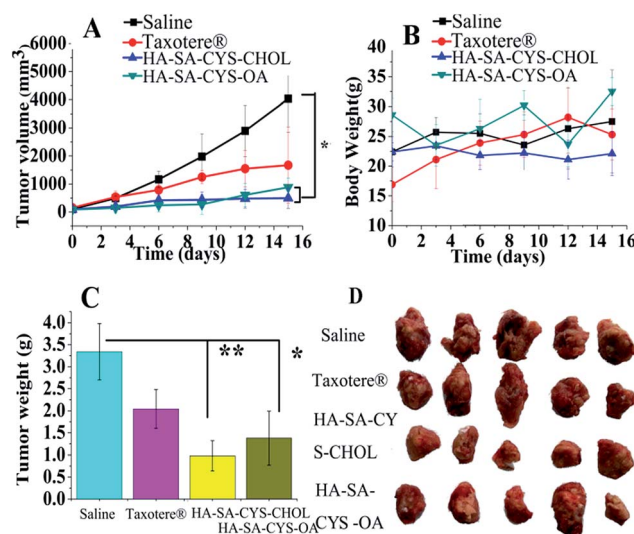 A
Saline
Taxotere®
HA-SA-CYS-CHOL
HA-SA-CYS-OA
Tumor volume (mm3)
6000
5000
4000
3000
2000
1000
0
0 2 4 6 8 10 12 14 16
Time (days)
*
B
Saline
Taxotere®
HA-SA-CYS-CHOL
HA-SA-CYS-OA
Body Weight(g)
40
35
30
25
20
15
10
0 2 4 6 8 10 12 14 16
Time (days)
C
Tumor weight (g)
4.0
3.5
3.0
2.5
2.0
1.5
1.0
0.5
0.0
**
*
Saline Taxotere® HA-SA-CYS-CHOL
HA-SA-CYS-OA
D
Saline
Taxotere®
HA-SA-CY
S-CHOL
HA-SA-
CYS -OA